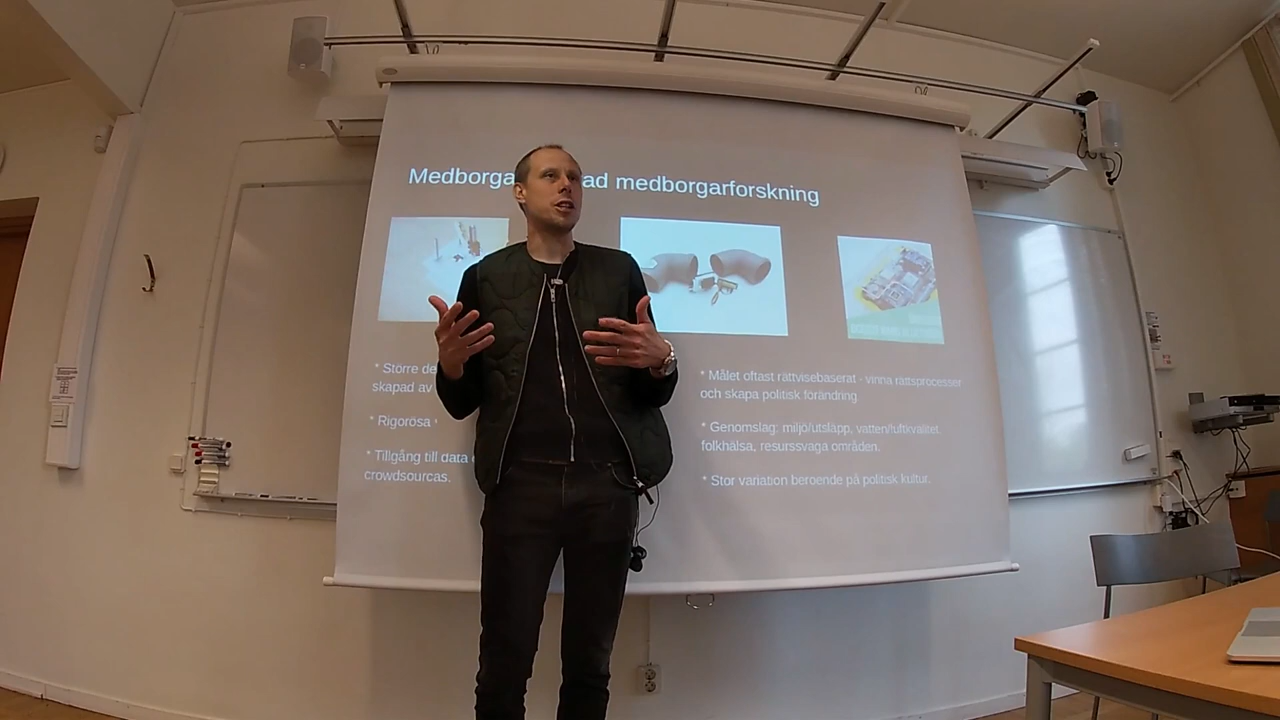 Medborga ad medborgarforskning
* Större de
skapad av
* Rigorösa
* Tillgång till data
crowdsourcas.
* Målet oftast rättvisebaserat - vinna rättsprocesser
och skapa politisk förändring
* Genomslag: miljö/utsläpp, vatten/luftkvalitet,
folkhälsa, resurssvaga områden.
* Stor variation beroende på politisk kultur.